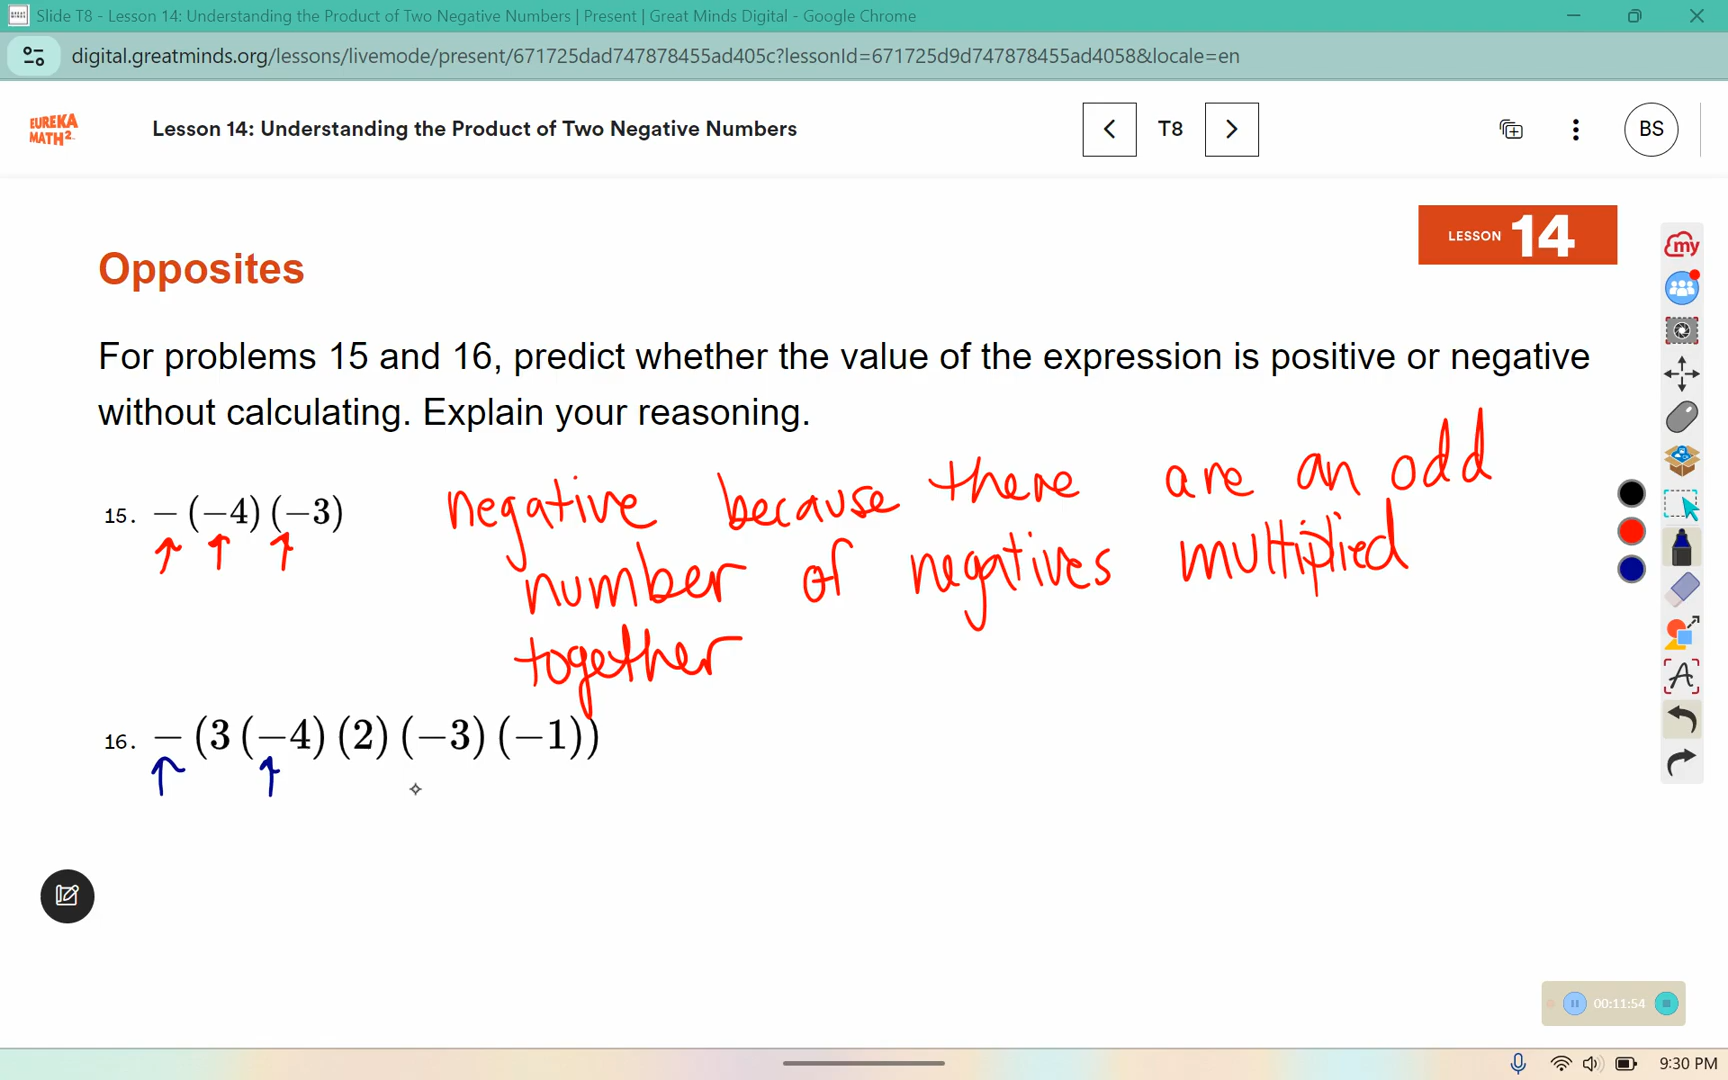 Slide T8 - Lesson 14: Understanding the Product of Two Negative Numbers | Present | Great Minds Digital - Google Chrome
digital.greatminds.org/lessons/livemode/present/671725dad747878455ad405c?lessonId=671725d9d747878455ad4058&locale=en
EUREKA
MATH²
Lesson 14: Understanding the Product of Two Negative Numbers
T8
BS
LESSON 14
my
Opposites
For problems 15 and 16, predict whether the value of the expression is positive or negative
without calculating. Explain your reasoning.
15. −(−4)(−3)
negative because there are an odd
number of negatives multiplied
together
16. −(3(−4)(2)(−3)(−1))
A
00:11:54
9:30 PM